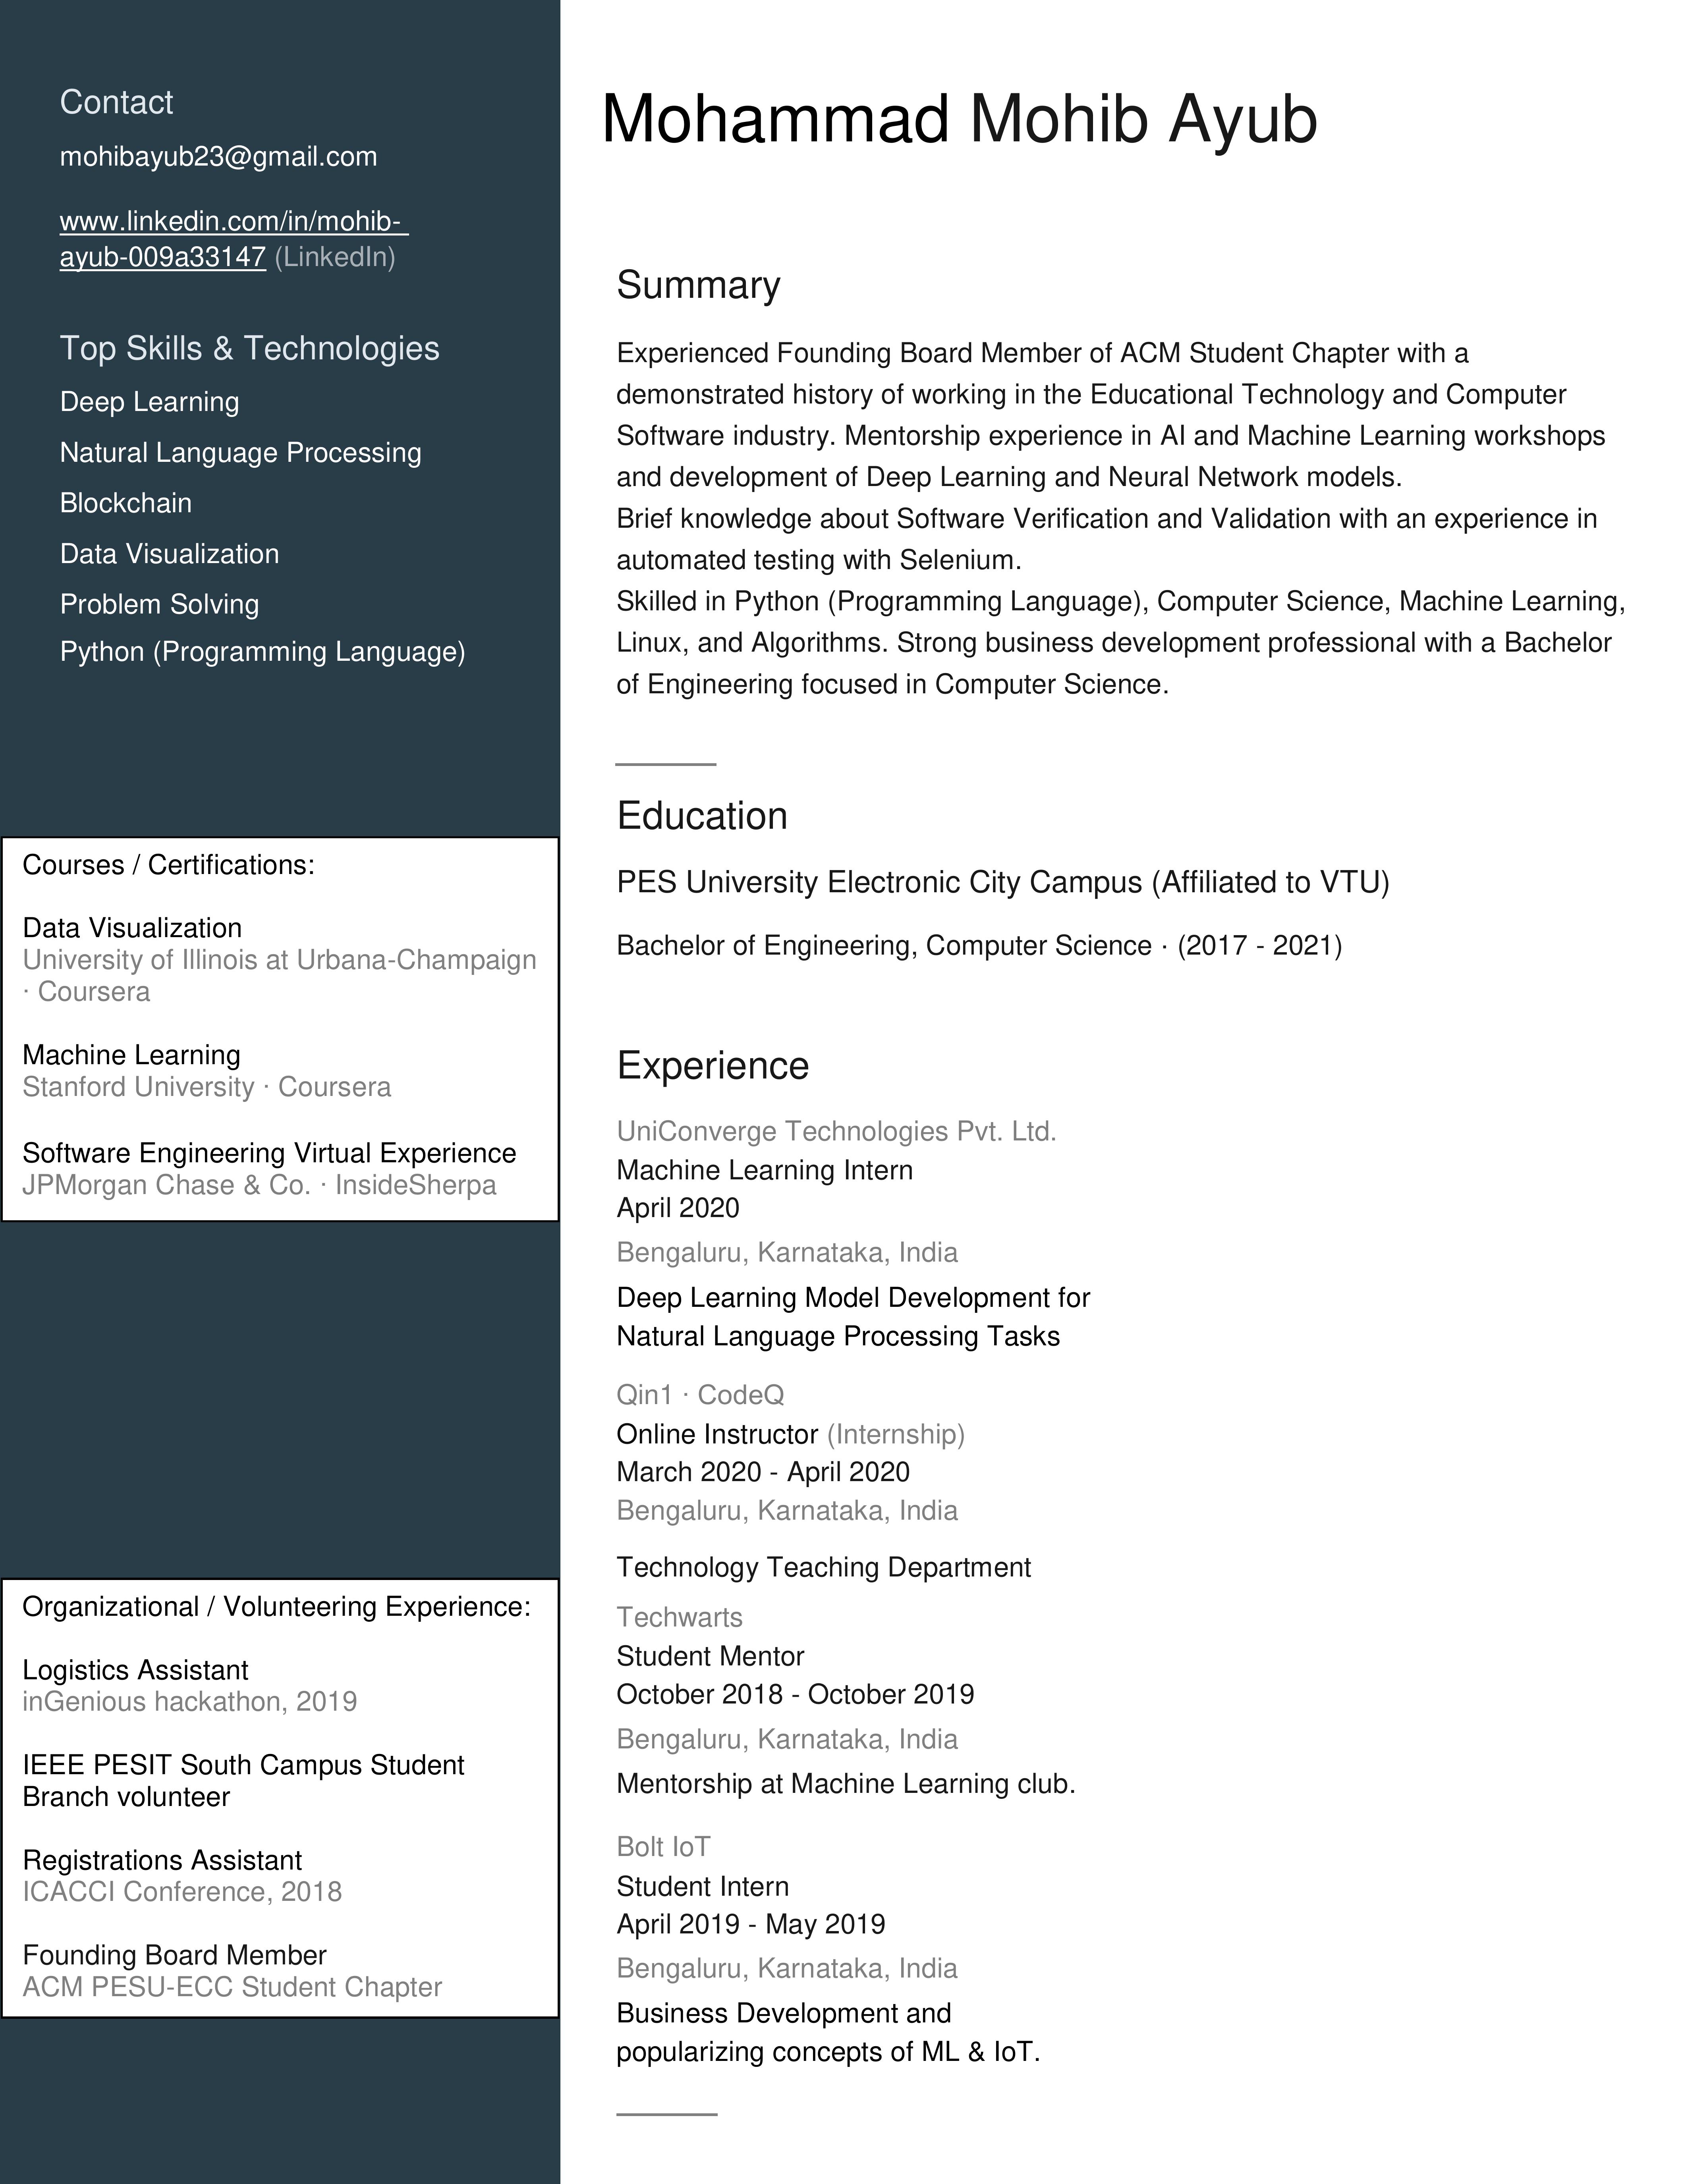 Contact
mohibayub23@gmail.com
www.linkedin.com/in/mohib-
ayub-009a33147 (LinkedIn)
Top Skills & Technologies
Deep Learning
Natural Language Processing
Blockchain
Data Visualization
Problem Solving
Python (Programming Language)
Courses / Certifications:
Data Visualization
University of Illinois at Urbana-Champaign
· Coursera
Machine Learning
Stanford University · Coursera
Software Engineering Virtual Experience
JPMorgan Chase & Co. · InsideSherpa
Organizational / Volunteering Experience:
Logistics Assistant
inGenious hackathon, 2019
IEEE PESIT South Campus Student
Branch volunteer
Registrations Assistant
ICACCI Conference, 2018
Founding Board Member
ACM PESU-ECC Student Chapter
Mohammad Mohib Ayub
Summary
Experienced Founding Board Member of ACM Student Chapter with a
demonstrated history of working in the Educational Technology and Computer
Software industry. Mentorship experience in AI and Machine Learning workshops
and development of Deep Learning and Neural Network models.
Brief knowledge about Software Verification and Validation with an experience in
automated testing with Selenium.
Skilled in Python (Programming Language), Computer Science, Machine Learning,
Linux, and Algorithms. Strong business development professional with a Bachelor
of Engineering focused in Computer Science.
Education
PES University Electronic City Campus (Affiliated to VTU)
Bachelor of Engineering, Computer Science · (2017 - 2021)
Experience
UniConverge Technologies Pvt. Ltd.
Machine Learning Intern
April 2020
Bengaluru, Karnataka, India
Deep Learning Model Development for
Natural Language Processing Tasks
Qin1 · CodeQ
Online Instructor (Internship)
March 2020 - April 2020
Bengaluru, Karnataka, India
Technology Teaching Department
Techwarts
Student Mentor
October 2018 - October 2019
Bengaluru, Karnataka, India
Mentorship at Machine Learning club.
Bolt IoT
Student Intern
April 2019 - May 2019
Bengaluru, Karnataka, India
Business Development and
popularizing concepts of ML & IoT.